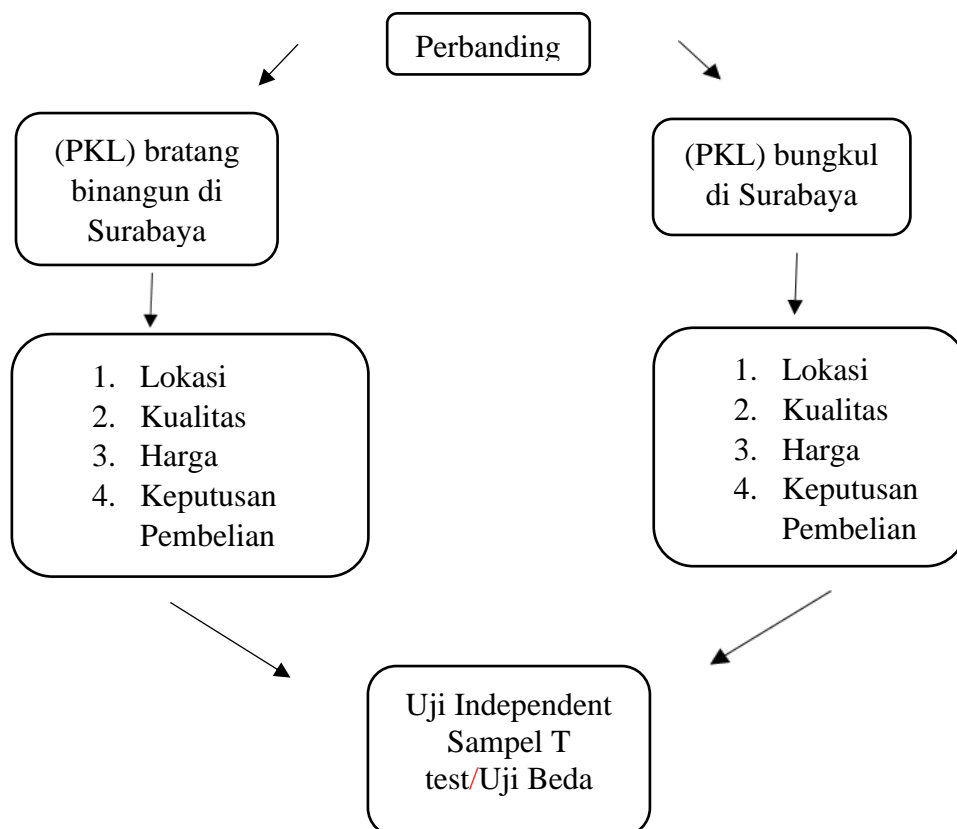 Perbanding
(PKL) bratang
binangun di
Surabaya
(PKL) bungkul
di Surabaya
1. Lokasi
2. Kualitas
3. Harga
4. Keputusan
Pembelian
1. Lokasi
2. Kualitas
3. Harga
4. Keputusan
Pembelian
Uji Independent
Sampel T
test/Uji Beda